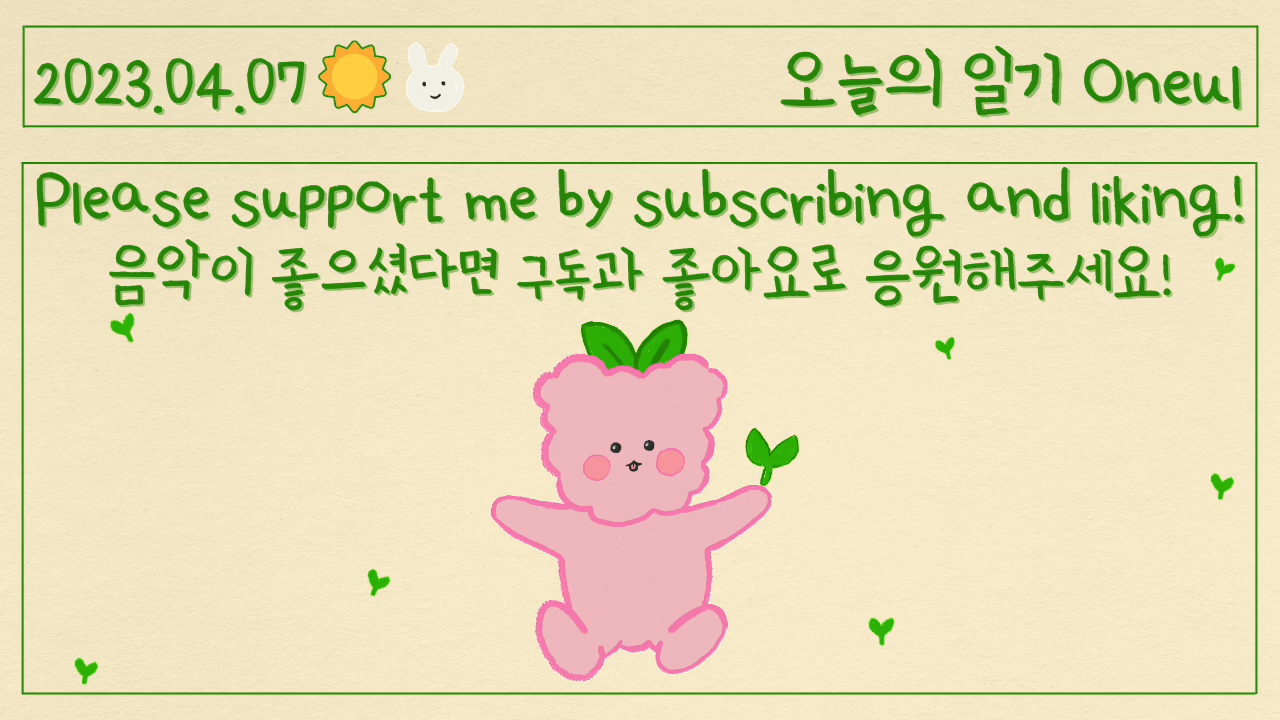 2023.04.07 오늘의 일기 Oneul
Please support me by subscribing and liking!
음악이 좋으셨다면 구독과 좋아요로 응원해주세요!